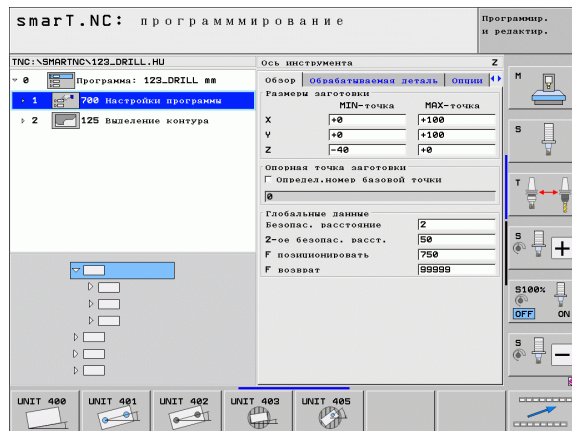 smarT.NC: программмирование
Программир.
и редактир.
TNC:\SMARTNC\123_DRILL.HU
0 Программа: 123_DRILL mm
1 700 Настройки программы
2 125 Выделение контура
Ось инструмента Z
Обзор Обрабатываемая деталь Опции
Размеры заготовки
MIN-точка MAX-точка
X +0 +100
Y +0 +100
Z -40 +0
Опорная точка заготовки
Определ.номер базовой точки
0
Глобальные данные
Безопас. расстояние 2
2-ое безопас. расст. 50
F позиционировать 750
F возврат 99999
M
S
T
S
S100%
OFF ON
S
UNIT 400
UNIT 401
UNIT 402
UNIT 403
UNIT 405